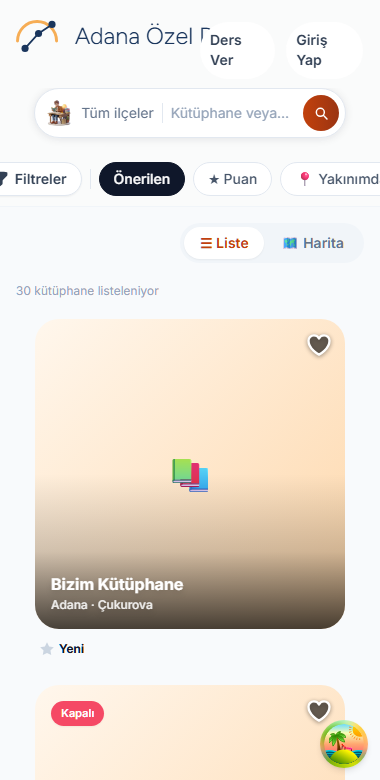 Adana Özel
Ders Ver
Giriş Yap
Tüm ilçeler
Kütüphane veya...
Filtreler
Önerilen
★ Puan
Yakınımd
Liste
Harita
30 kütüphane listeleniyor
Bizim Kütüphane
Adana · Çukurova
Yeni
Kapalı